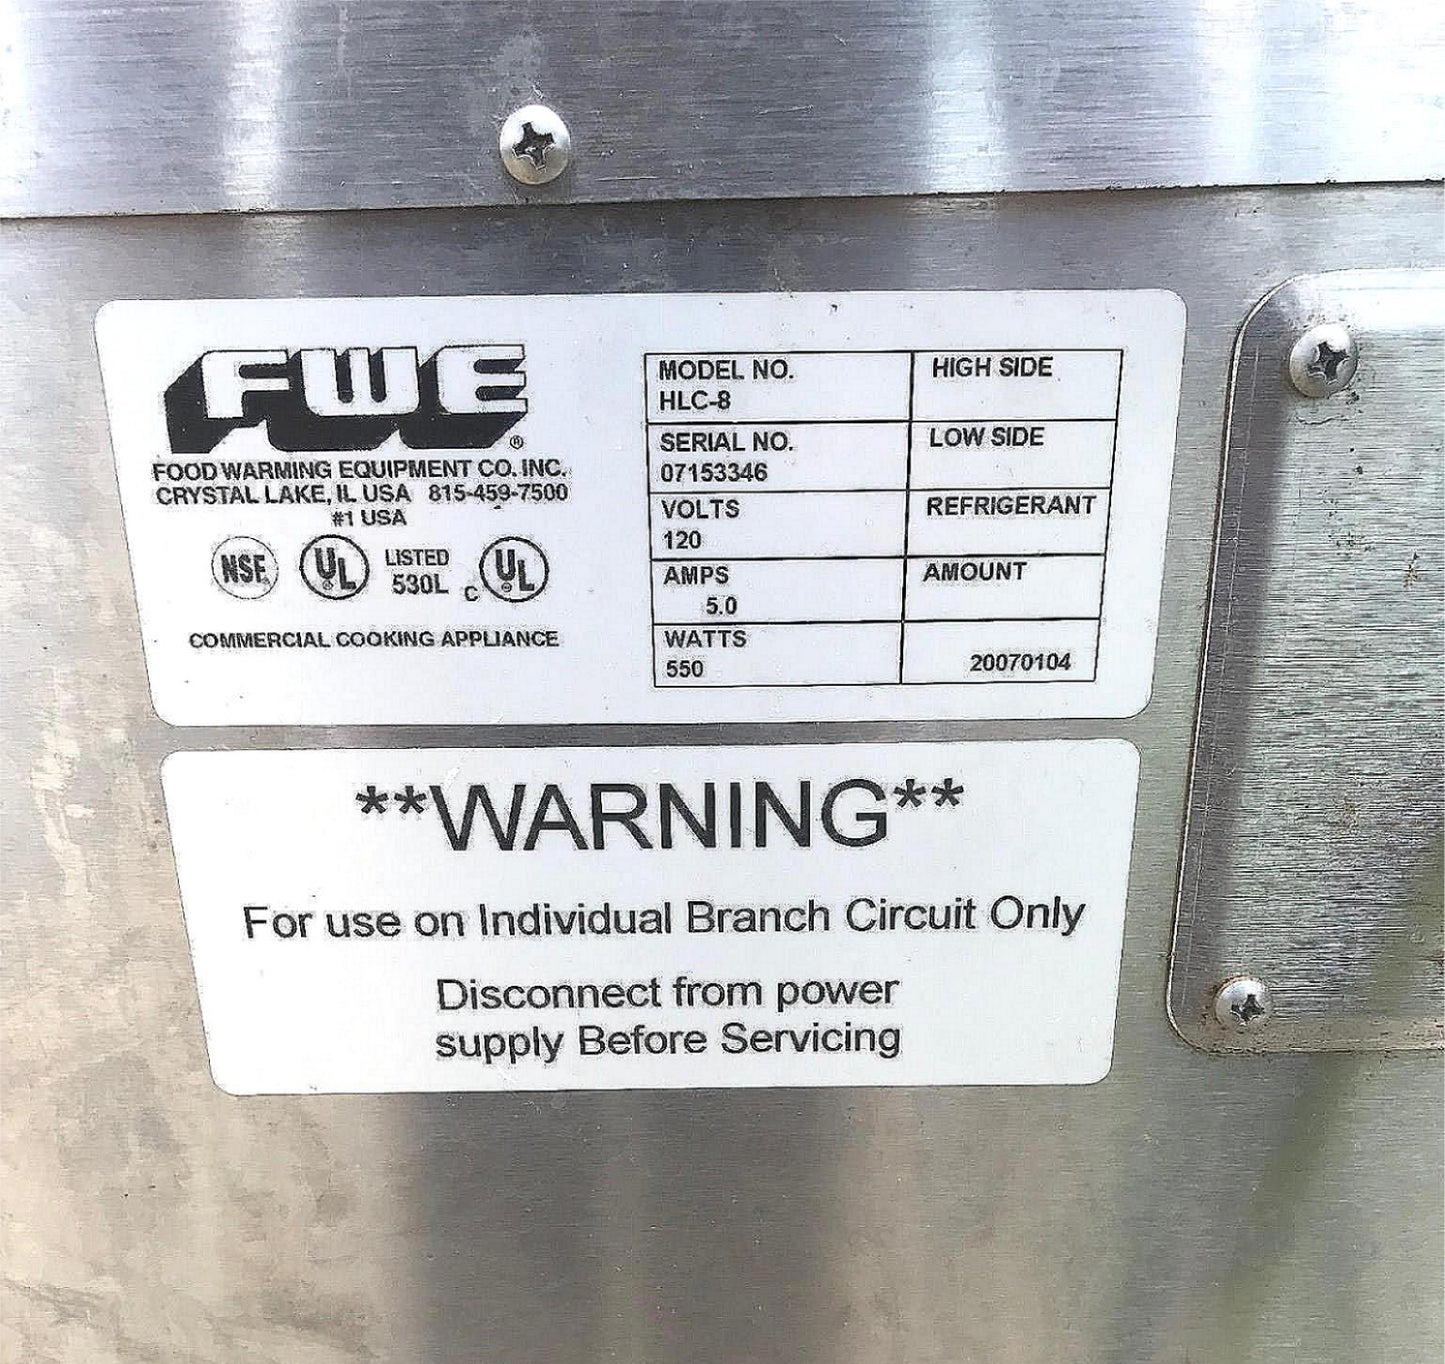 FWE®
FOOD WARMING EQUIPMENT CO. INC.
CRYSTAL LAKE, IL USA 815-459-7500
#1 USA
NSF UL LISTED 530L c UL
COMMERCIAL COOKING APPLIANCE
MODEL NO.
HLC-8
HIGH SIDE
SERIAL NO.
07153346
LOW SIDE
VOLTS
120
REFRIGERANT
AMPS
5.0
AMOUNT
WATTS
550
20070104
**WARNING**
For use on Individual Branch Circuit Only
Disconnect from power
supply Before Servicing